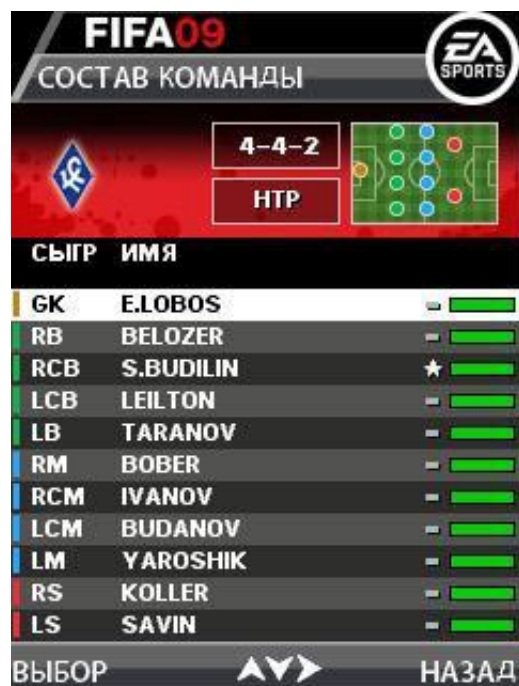 FIFA09
EA
SPORTS
СОСТАВ КОМАНДЫ
КС
4-4-2
НТР
СЫГР ИМЯ
GK E.LOBOS
RB BELOZER
RCB S.BUDILIN
LCB LEILTON
LB TARANOV
RM BOBER
RCM IVANOV
LCM BUDANOV
LM YAROSHIK
RS KOLLER
LS SAVIN
ВЫБОР НАЗАД